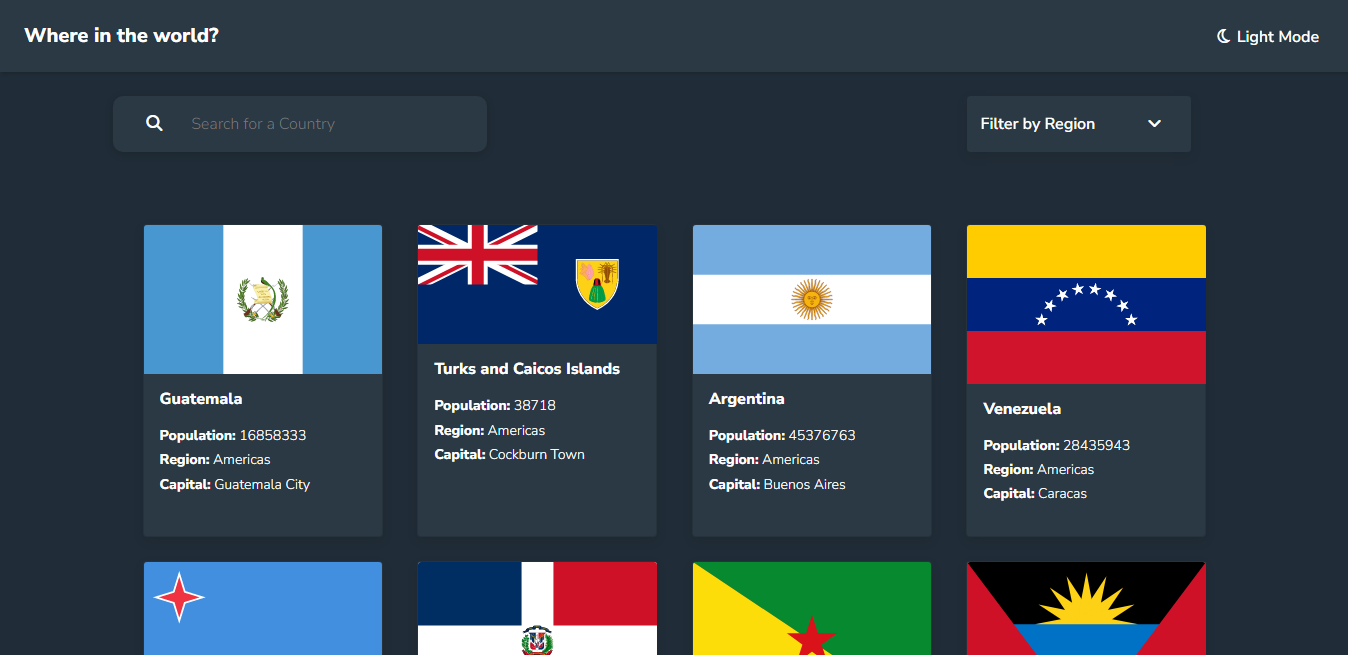 Where in the world?
Light Mode
Search for a Country
Filter by Region
Guatemala
Population: 16858333
Region: Americas
Capital: Guatemala City
Turks and Caicos Islands
Population: 38718
Region: Americas
Capital: Cockburn Town
Argentina
Population: 45376763
Region: Americas
Capital: Buenos Aires
Venezuela
Population: 28435943
Region: Americas
Capital: Caracas